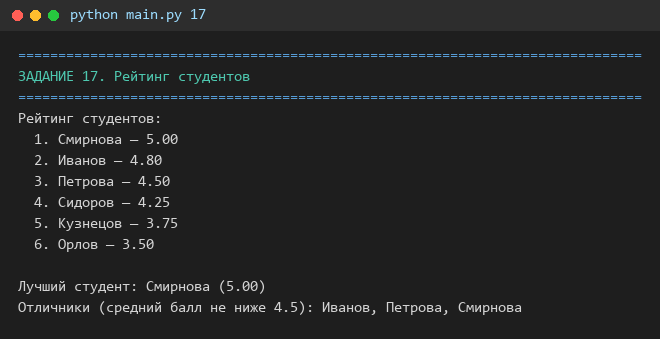 python main.py 17
==============================================================================
ЗАДАНИЕ 17. Рейтинг студентов
==============================================================================
Рейтинг студентов:
  1. Смирнова — 5.00
  2. Иванов — 4.80
  3. Петрова — 4.50
  4. Сидоров — 4.25
  5. Кузнецов — 3.75
  6. Орлов — 3.50
Лучший студент: Смирнова (5.00)
Отличники (средний балл не ниже 4.5): Иванов, Петрова, Смирнова